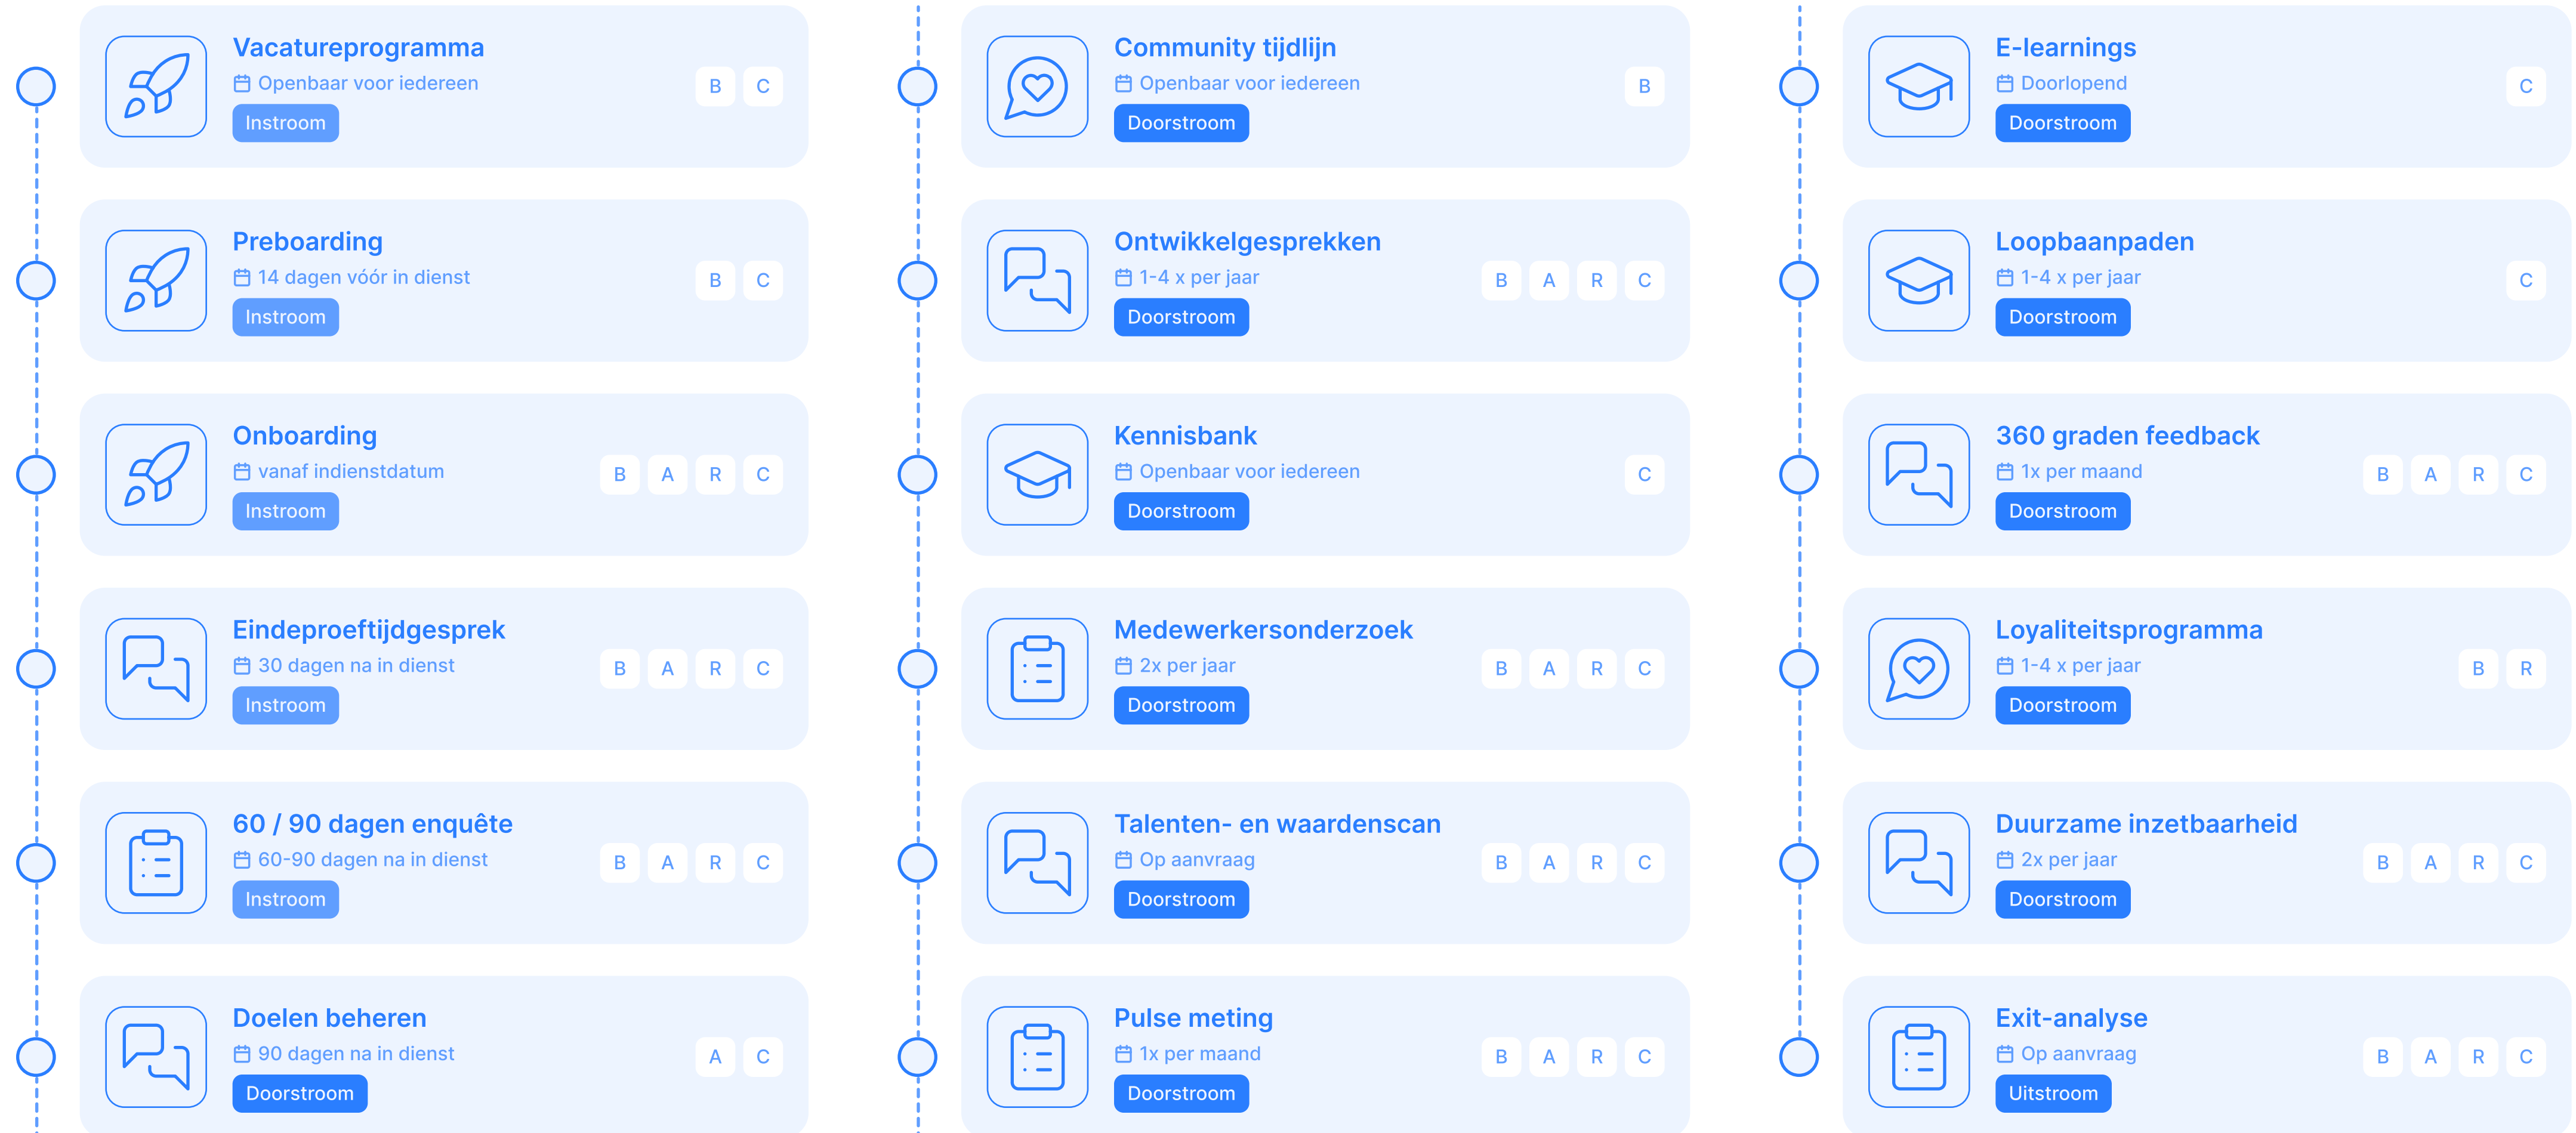 Vacatureprogramma
Openbaar voor iedereen
Instroom
B C
Preboarding
14 dagen vóór in dienst
Instroom
B C
Onboarding
vanaf indienstdatum
Instroom
B A R C
Eindeproeftijdgesprek
30 dagen na in dienst
Instroom
B A R C
60 / 90 dagen enquête
60-90 dagen na in dienst
Instroom
B A R C
Doelen beheren
90 dagen na in dienst
Doorstroom
A C
Community tijdlijn
Openbaar voor iedereen
Doorstroom
B
Ontwikkelgesprekken
1-4 x per jaar
Doorstroom
B A R C
Kennisbank
Openbaar voor iedereen
Doorstroom
C
Medewerkersonderzoek
2x per jaar
Doorstroom
B A R C
Talenten- en waardenscan
Op aanvraag
Doorstroom
B A R C
Pulse meting
1x per maand
Doorstroom
B A R C
E-learnings
Doorlopend
Doorstroom
C
Loopbaanpaden
1-4 x per jaar
Doorstroom
C
360 graden feedback
1x per maand
Doorstroom
B A R C
Loyaliteitsprogramma
1-4 x per jaar
Doorstroom
B R
Duurzame inzetbaarheid
2x per jaar
Doorstroom
B A R C
Exit-analyse
Op aanvraag
Uitstroom
B A R C